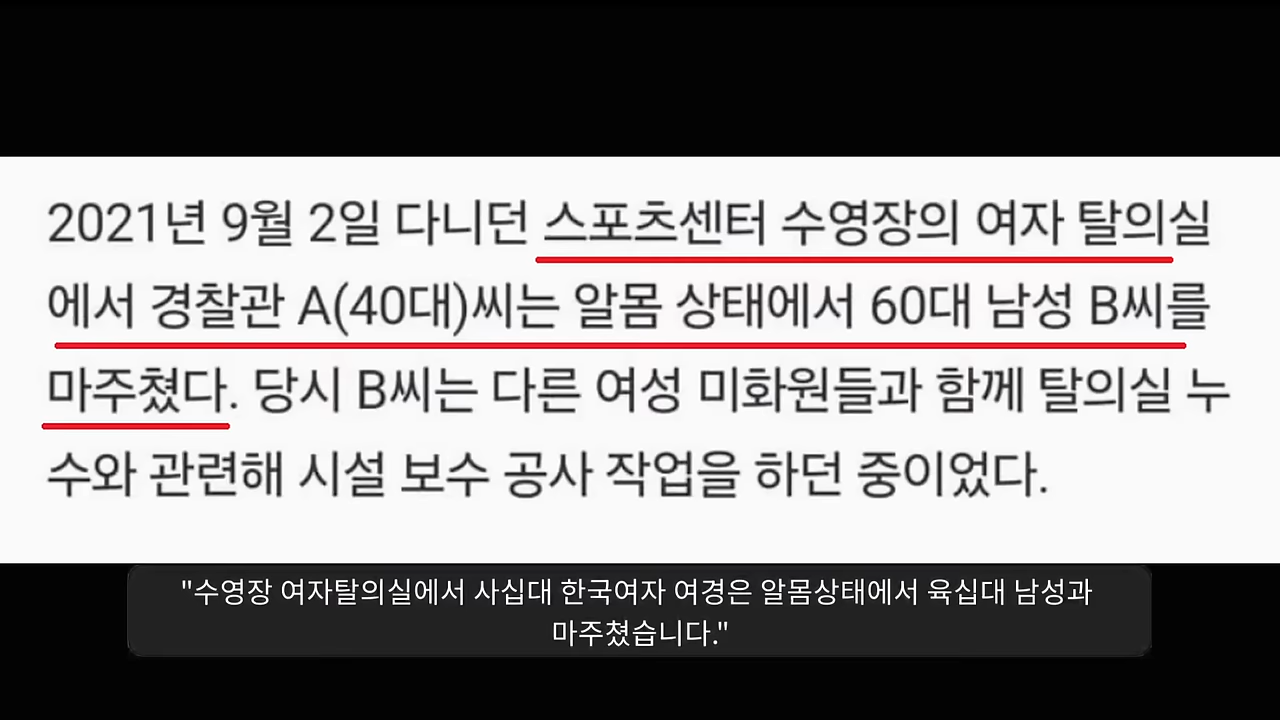 2021년 9월 2일 다니던 스포츠센터 수영장의 여자 탈의실
에서 경찰관 A(40대)씨는 알몸 상태에서 60대 남성 B씨를
마주쳤다. 당시 B씨는 다른 여성 미화원들과 함께 탈의실 누
수와 관련해 시설 보수 공사 작업을 하던 중이었다.
"수영장 여자탈의실에서 사십대 한국여자 여경은 알몸상태에서 육십대 남성과
마주쳤습니다."